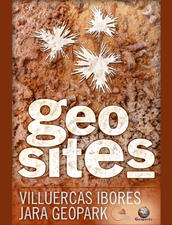 geo
sites
VILLUERCAS IBORES
JARA GEOPARK